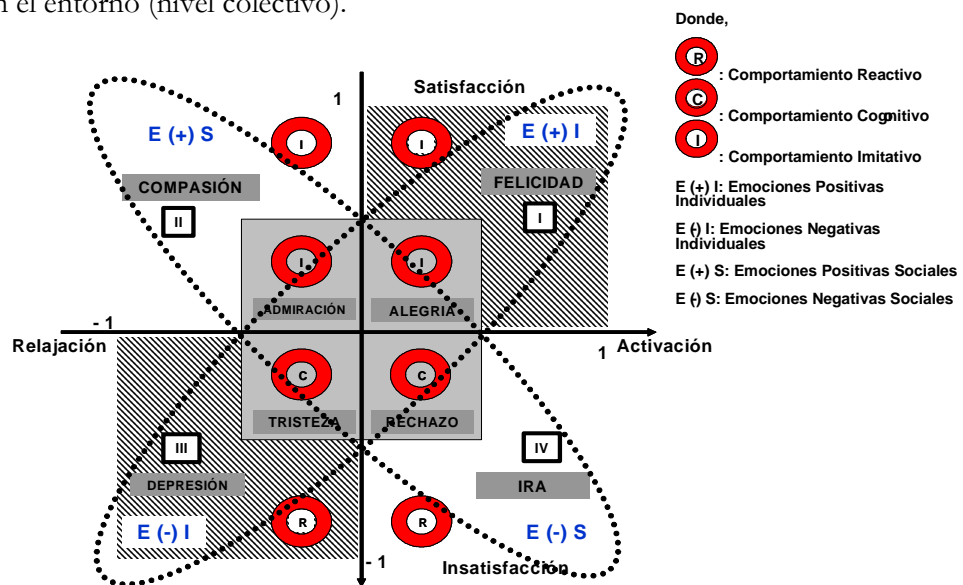 n el entorno (nivel colectivo).
Donde,
R : Comportamiento Reactivo
C : Comportamiento Cognitivo
I : Comportamiento Imitativo
E (+) I: Emociones Positivas
Individuales
E (-) I: Emociones Negativas
Individuales
E (+) S: Emociones Positivas Sociales
E (-) S: Emociones Negativas Sociales
Satisfacción
1
E (+) S
I
I
E (+) I
COMPASIÓN
FELICIDAD
II
I
I
I
ADMIRACIÓN
ALEGRIA
- 1
Relajación
1
Activación
C
C
TRISTEZA
RECHAZO
III
IV
DEPRESIÓN
IRA
E (-) I
R
R
E (-) S
- 1
Insatisfacción